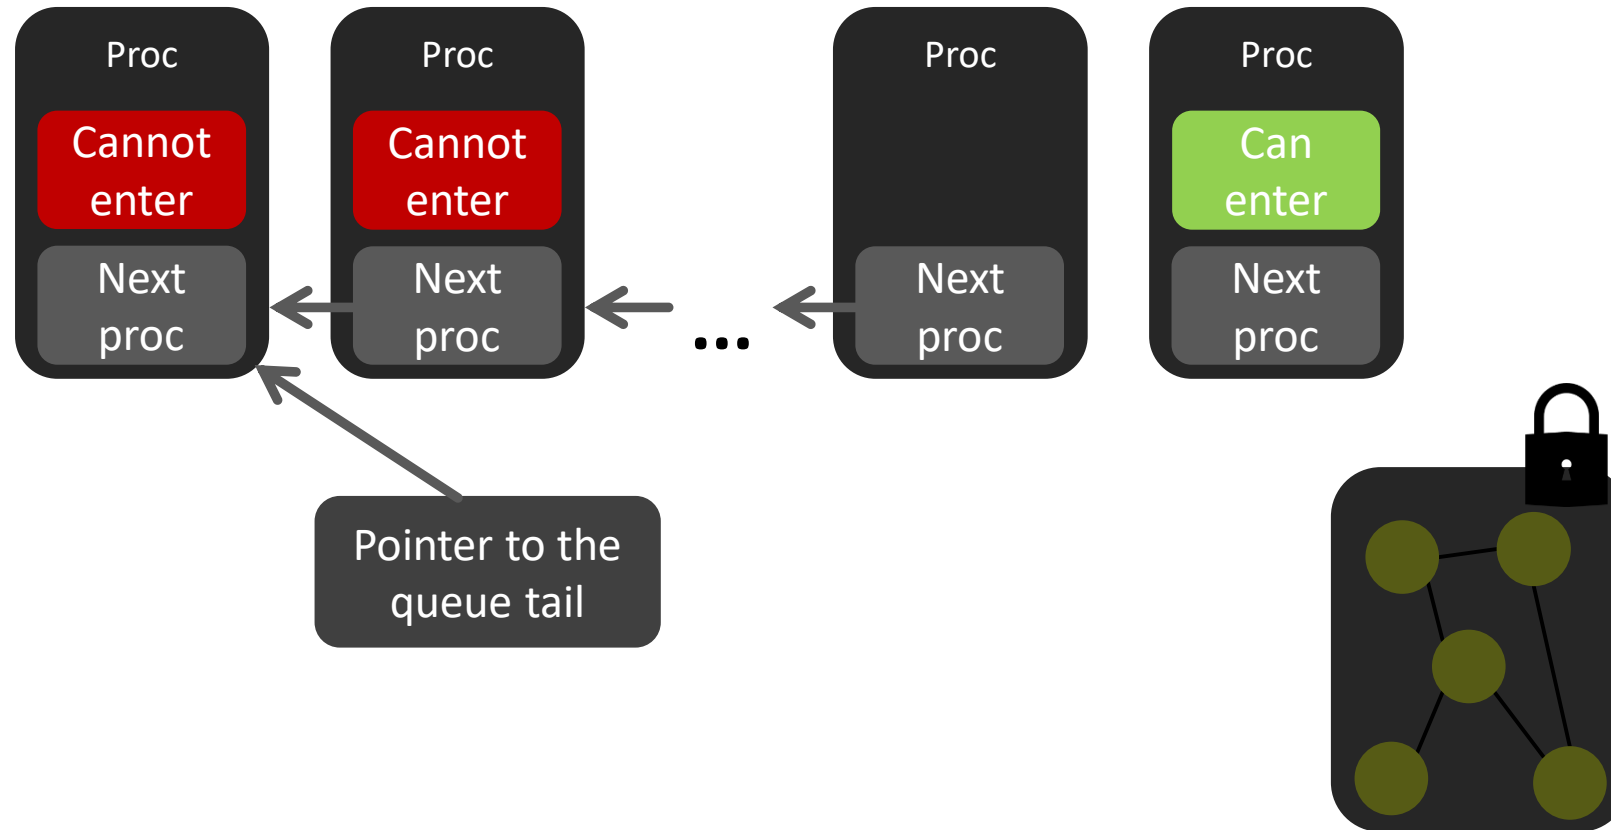 Proc
Cannot
enter
Next
proc
Proc
Cannot
enter
Next
proc
...
Proc
Next
proc
Proc
Can
enter
Next
proc
Pointer to the
queue tail